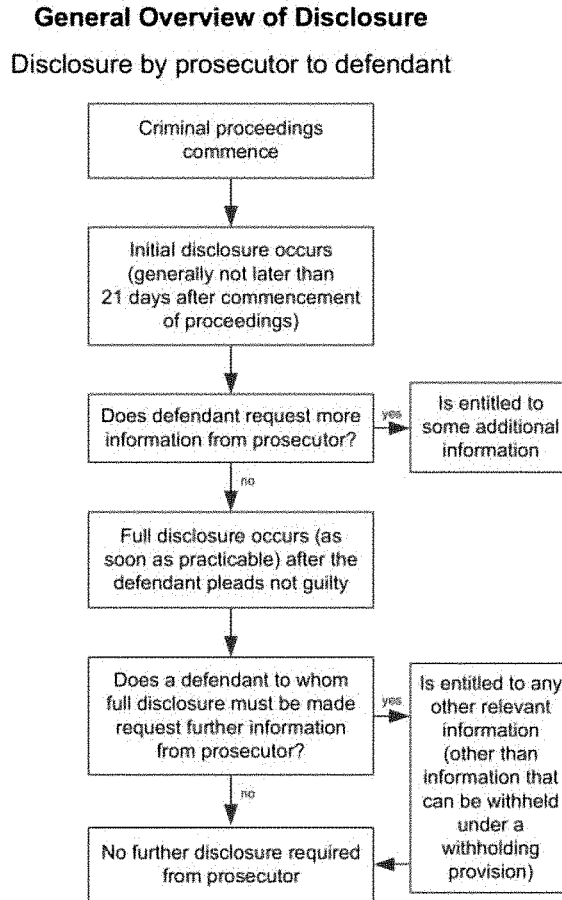 General Overview of Disclosure
Disclosure by prosecutor to defendant
Criminal proceedings
commence
Initial disclosure occurs
(generally not later than
21 days after commencement
of proceedings)
Does defendant request more
information from prosecutor?
yes
Is entitled to
some additional
information
no
Full disclosure occurs (as
soon as practicable) after the
defendant pleads not guilty
Does a defendant to whom
full disclosure must be made
request further information
from prosecutor?
yes
Is entitled to any
other relevant
information
(other than
information that
can be withheld
under a
withholding
provision)
no
No further disclosure required
from prosecutor